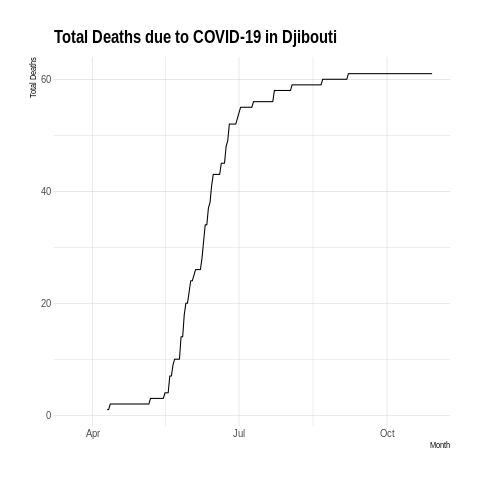 Total Deaths due to COVID-19 in Djibouti
Total Deaths
60
40
20
0
Apr
Jul
Oct
Month